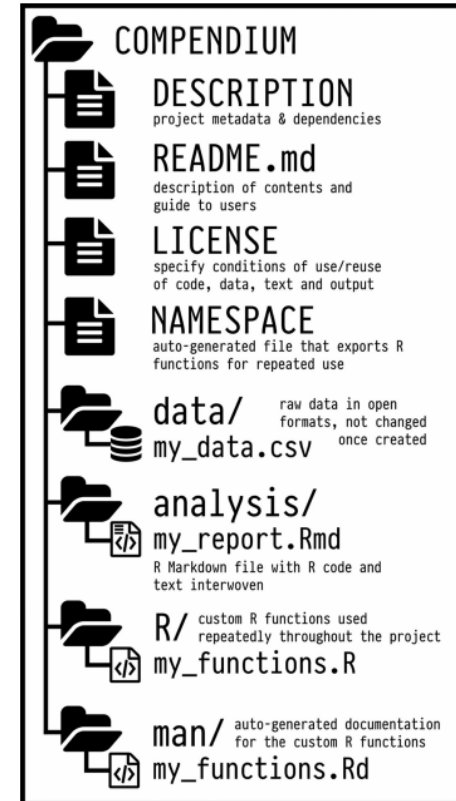 COMPENDIUM
DESCRIPTION
project metadata & dependencies
README.md
description of contents and
guide to users
LICENSE
specify conditions of use/reuse
of code, data, text and output
NAMESPACE
auto-generated file that exports R
functions for repeated use
data/
raw data in open
formats, not changed
once created
my_data.csv
analysis/
my_report.Rmd
R Markdown file with R code and
text interwoven
R/
custom R functions used
repeatedly throughout the project
my_functions.R
man/
auto-generated documentation
for the custom R functions
my_functions.Rd